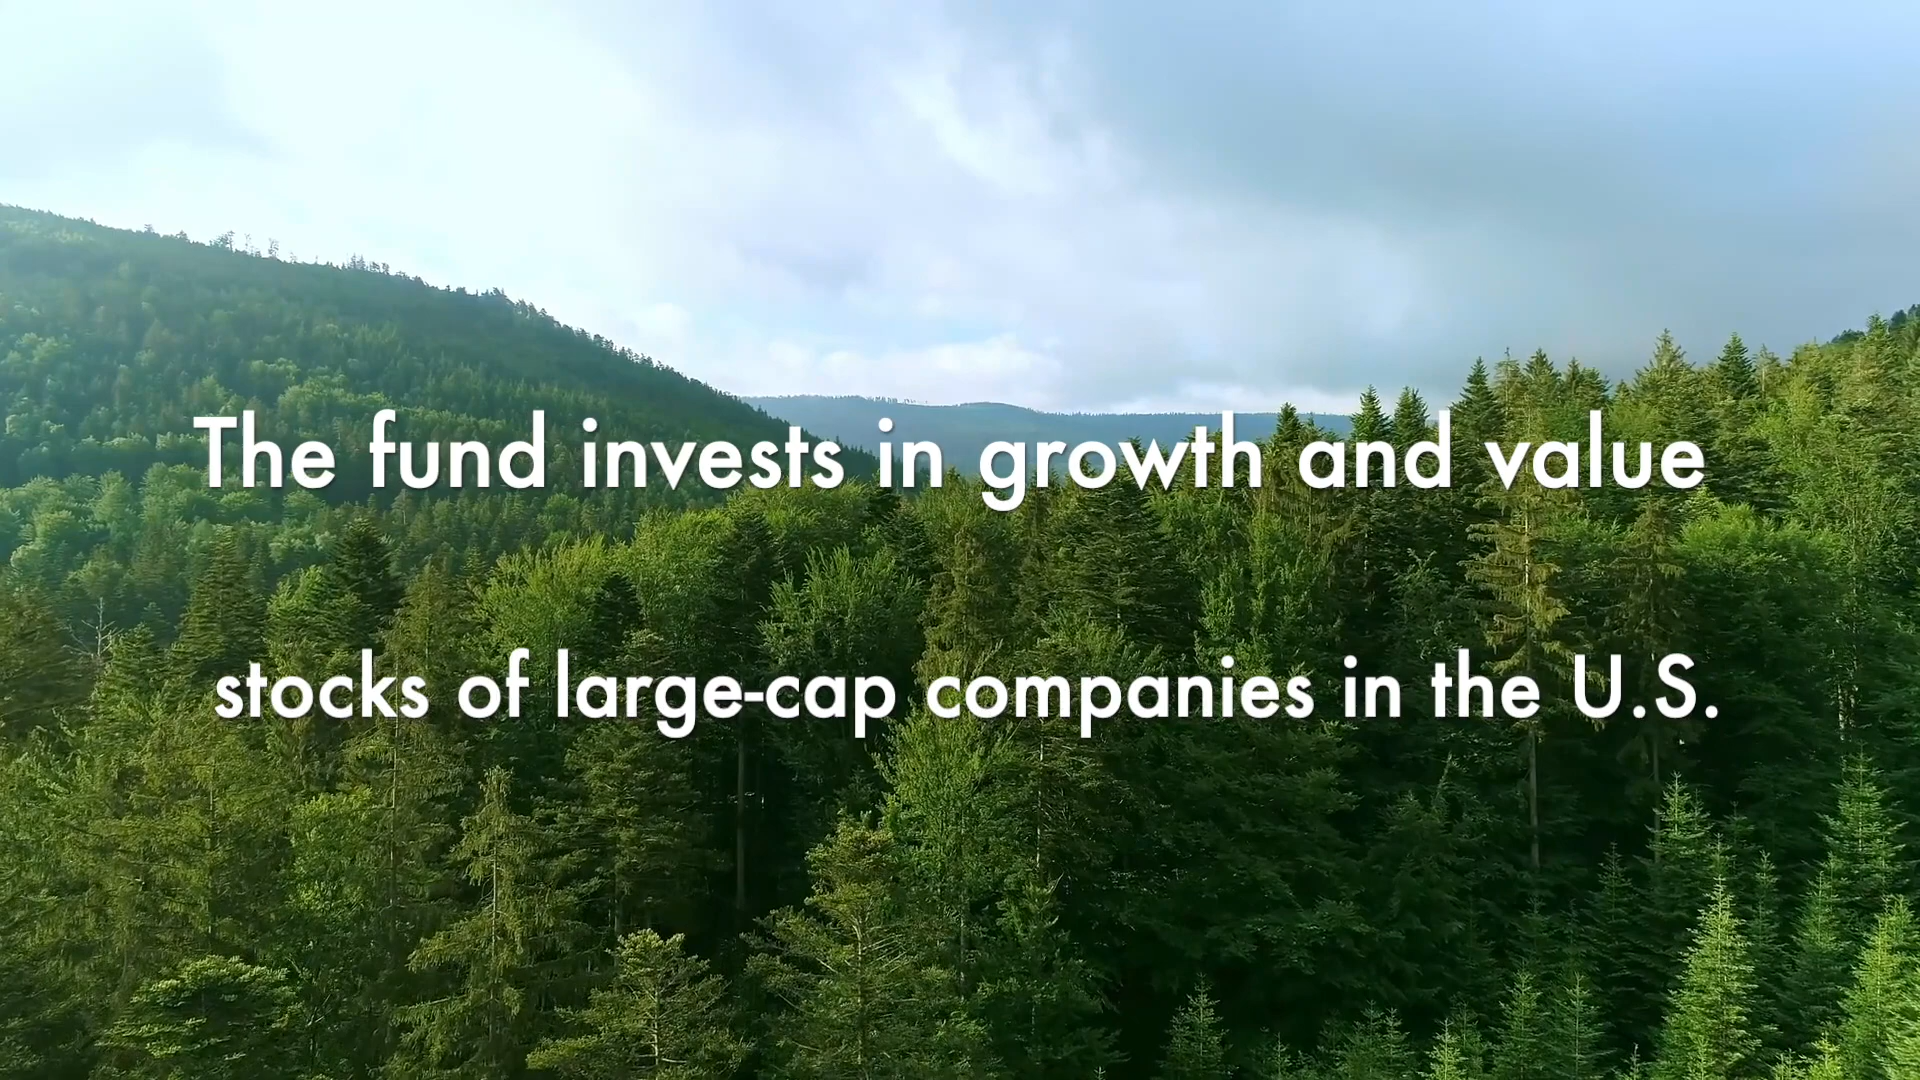 The fund invests in growth and value
stocks of large-cap companies in the U.S.